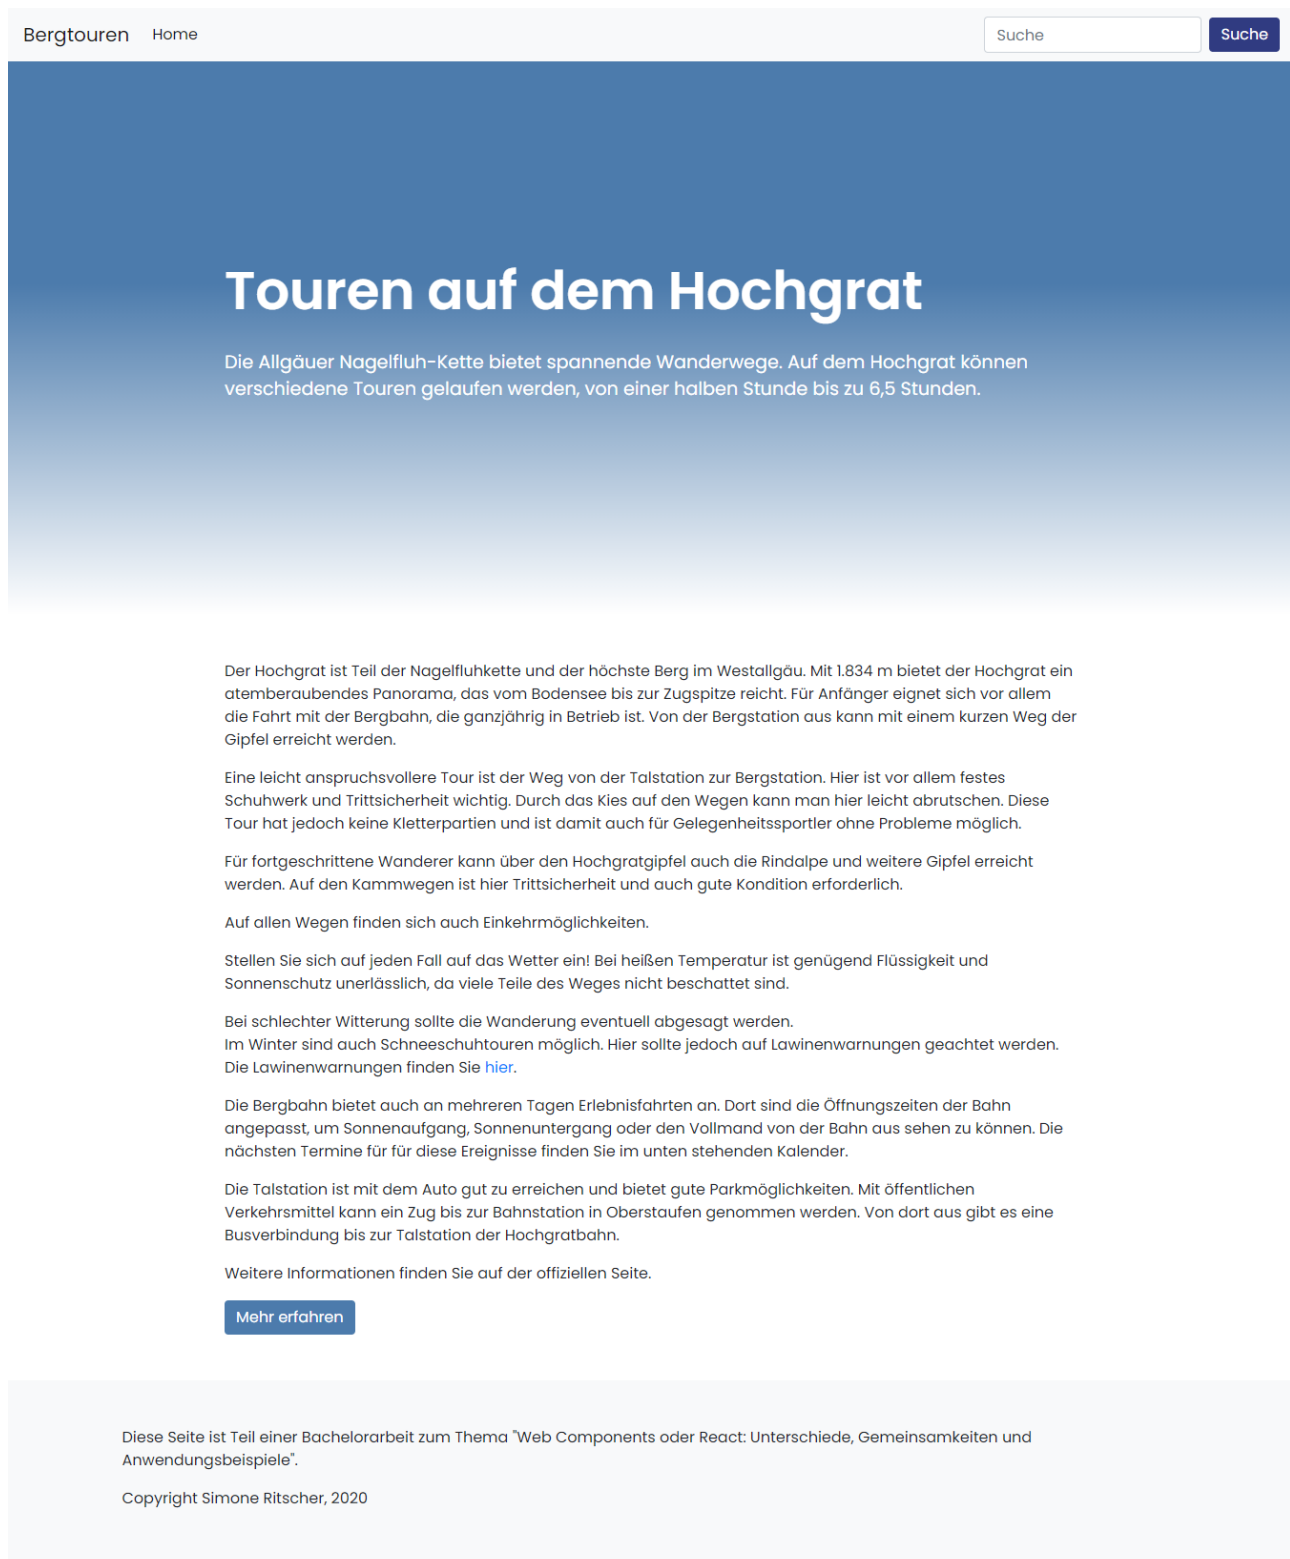 Bergtouren Home Suche Suche
Touren auf dem Hochgrat
Die Allgäuer Nagelfluh-Kette bietet spannende Wanderwege. Auf dem Hochgrat können
verschiedene Touren gelaufen werden, von einer halben Stunde bis zu 6,5 Stunden.
Der Hochgrat ist Teil der Nagelfluhkette und der höchste Berg im Westallgäu. Mit 1.834 m bietet der Hochgrat ein
atemberaubendes Panorama, das vom Bodensee bis zur Zugspitze reicht. Für Anfänger eignet sich vor allem
die Fahrt mit der Bergbahn, die ganzjährig in Betrieb ist. Von der Bergstation aus kann mit einem kurzen Weg der
Gipfel erreicht werden.
Eine leicht anspruchsvollere Tour ist der Weg von der Talstation zur Bergstation. Hier ist vor allem festes
Schuhwerk und Trittsicherheit wichtig. Durch das Kies auf den Wegen kann man hier leicht abrutschen. Diese
Tour hat jedoch keine Kletterpartien und ist damit auch für Gelegenheitssportler ohne Probleme möglich.
Für fortgeschrittene Wanderer kann über den Hochgratgipfel auch die Rindalpe und weitere Gipfel erreicht
werden. Auf den Kammwegen ist hier Trittsicherheit und auch gute Kondition erforderlich.
Auf allen Wegen finden sich auch Einkehrmöglichkeiten.
Stellen Sie sich auf jeden Fall auf das Wetter ein! Bei heißen Temperatur ist genügend Flüssigkeit und
Sonnenschutz unerlässlich, da viele Teile des Weges nicht beschattet sind.
Bei schlechter Witterung sollte die Wanderung eventuell abgesagt werden.
Im Winter sind auch Schneeschuhtouren möglich. Hier sollte jedoch auf Lawinenwarnungen geachtet werden.
Die Lawinenwarnungen finden Sie hier.
Die Bergbahn bietet auch an mehreren Tagen Erlebnisfahrten an. Dort sind die Öffnungszeiten der Bahn
angepasst, um Sonnenaufgang, Sonnenuntergang oder den Vollmand von der Bahn aus sehen zu können. Die
nächsten Termine für für diese Ereignisse finden Sie im unten stehenden Kalender.
Die Talstation ist mit dem Auto gut zu erreichen und bietet gute Parkmöglichkeiten. Mit öffentlichen
Verkehrsmittel kann ein Zug bis zur Bahnstation in Oberstaufen genommen werden. Von dort aus gibt es eine
Busverbindung bis zur Talstation der Hochgratbahn.
Weitere Informationen finden Sie auf der offiziellen Seite.
Mehr erfahren
Diese Seite ist Teil einer Bachelorarbeit zum Thema "Web Components oder React: Unterschiede, Gemeinsamkeiten und
Anwendungsbeispiele".
Copyright Simone Ritscher, 2020